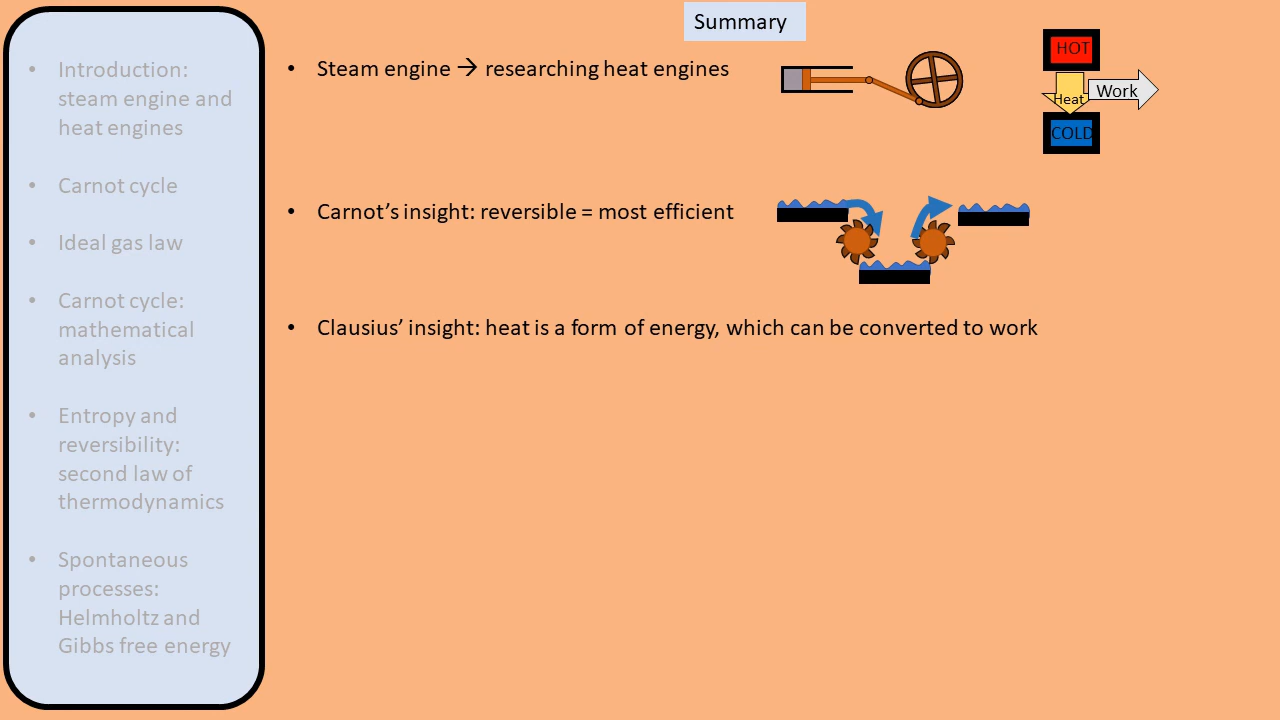 Summary
• Introduction:
steam engine and
heat engines
• Carnot cycle
• Ideal gas law
• Carnot cycle:
mathematical
analysis
• Entropy and
reversibility:
second law of
thermodynamics
• Spontaneous
processes:
Helmholtz and
Gibbs free energy
• Steam engine → researching heat engines
HOT
Heat
Work
COLD
• Carnot’s insight: reversible = most efficient
• Clausius’ insight: heat is a form of energy, which can be converted to work